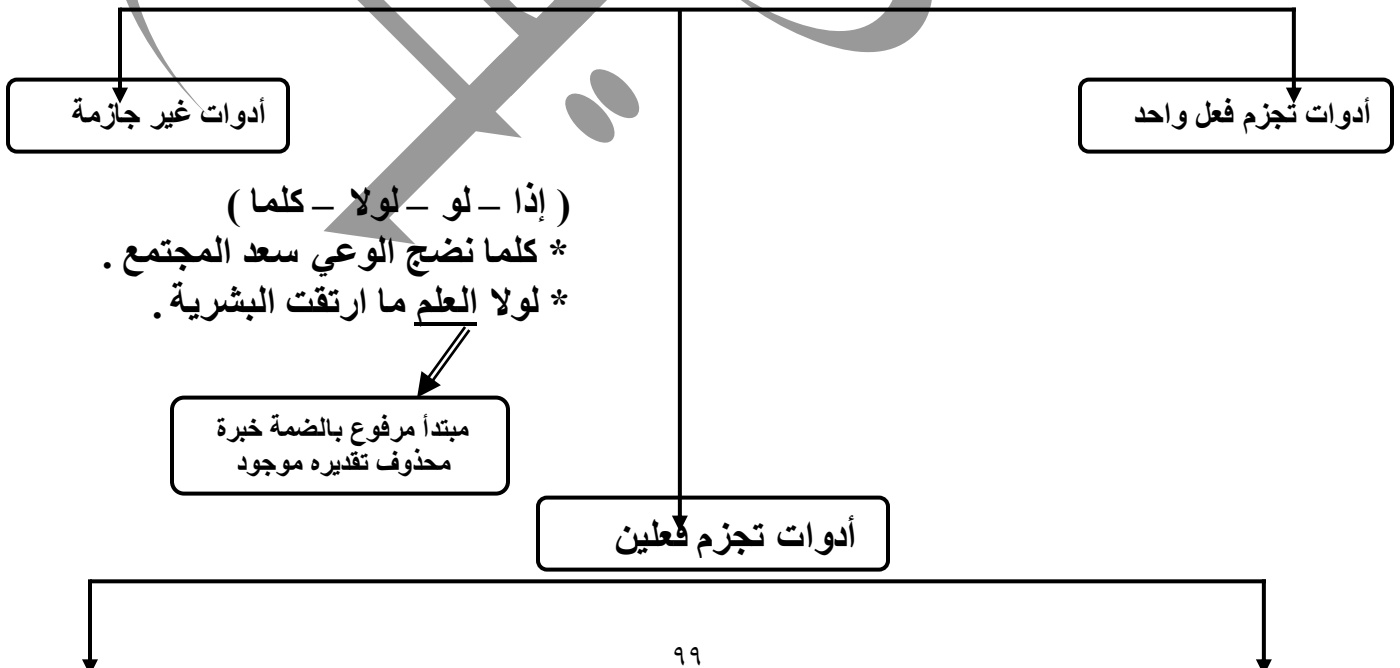 أدوات تجزم فعل واحد
أدوات غير جازمة
( إذا – لو – لولا – كلما )
* كلما نضج الوعي سعد المجتمع .
* لولا العلم ما ارتقت البشرية .
مبتدأ مرفوع بالضمة خبرة
محذوف تقديره موجود
أدوات تجزم فعلين
٩٩